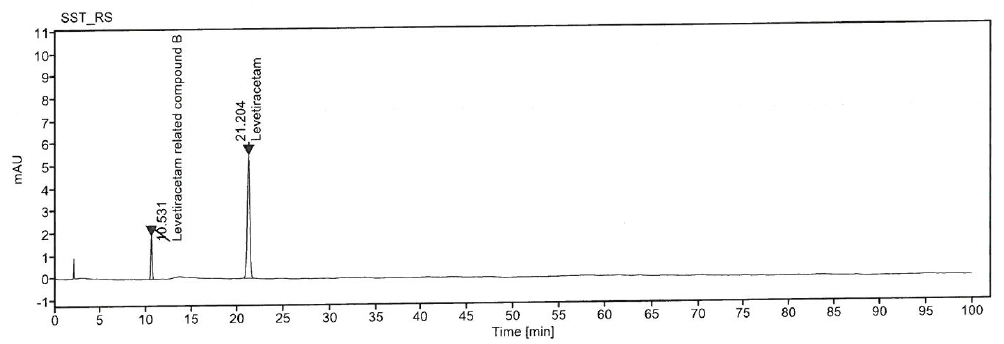 SST_RS
11
10
9
8
7
6
5
4
3
2
1
0
-1
mAU
10.531
Levetiracetam related compound B
21.204
Levetiracetam
0 5 10 15 20 25 30 35 40 45 50 55 60 65 70 75 80 85 90 95 100
Time [min]